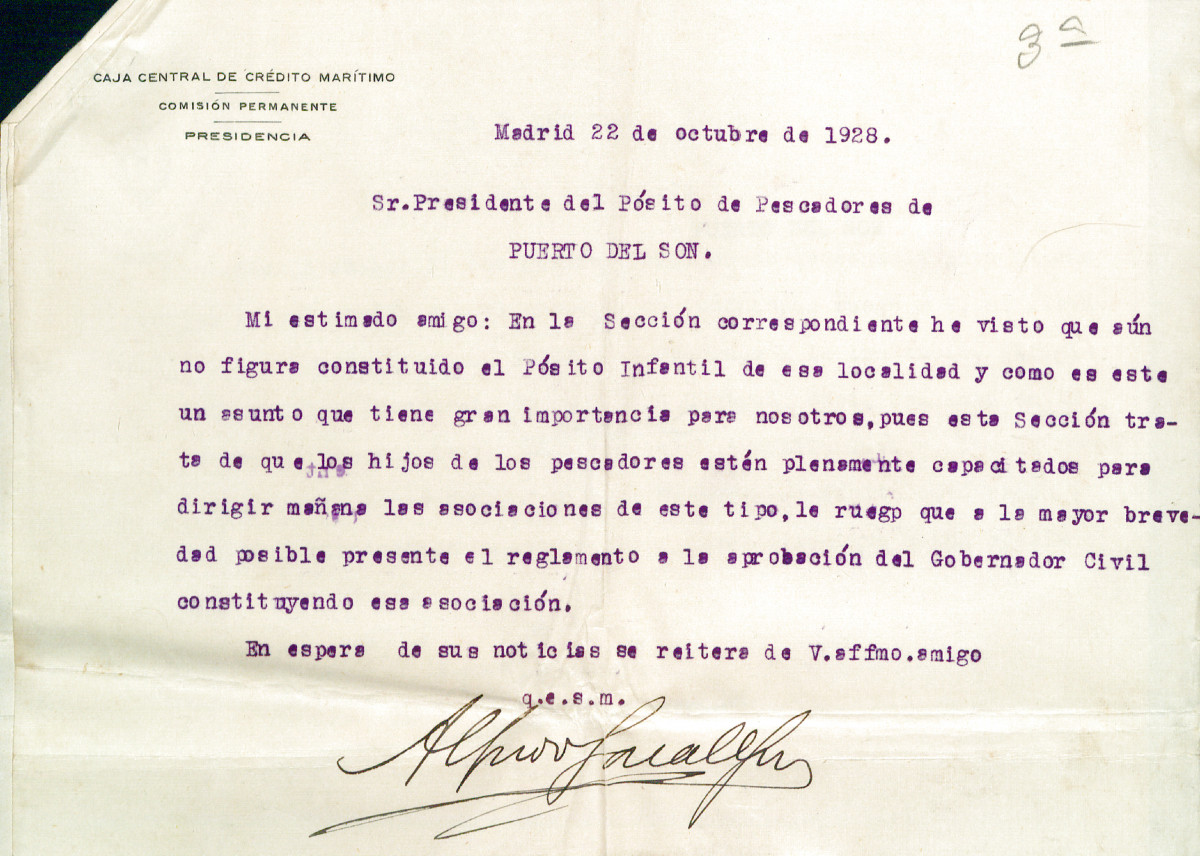 3ª
CAJA CENTRAL DE CRÉDITO MARÍTIMO
COMISIÓN PERMANENTE
PRESIDENCIA
Madrid 22 de octubre de 1928.
Sr.Presidente del Pósito de Pescadores de
PUERTO DEL SON.
Mi estimado amigo: En la Sección correspondiente he visto que aún
no figura constituido el Pósito Infantil de esa localidad y como es este
un asunto que tiene gran importancia para nosotros,pues esta Sección tra-
ta de que los hijos de los pescadores estén plenamente capacitados para
dirigir mañana las asociaciones de este tipo,le ruegp que a la mayor breve-
dad posible presente el reglamento a la aprobación del Gobernador Civil
constituyendo esa asociación.
En espera de sus noticias se reitera de V.affmo.amigo
q.e.s.m.